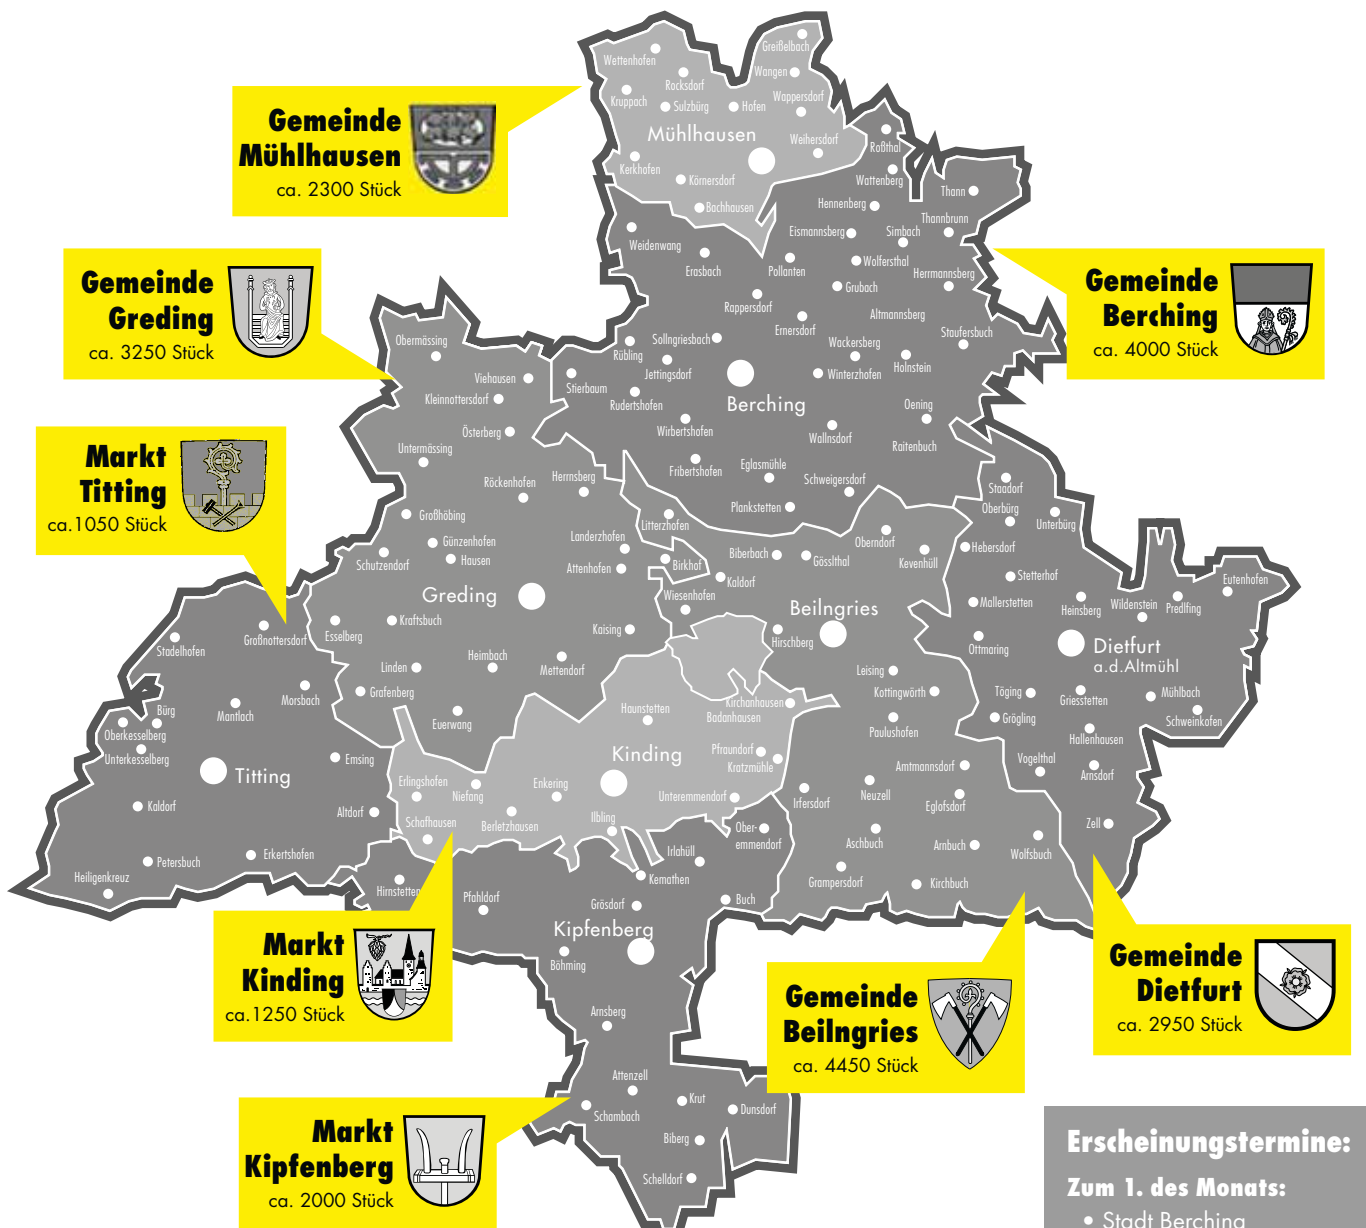 Gemeinde
Mühlhausen
ca. 2300 Stück
Gemeinde
Greding
ca. 3250 Stück
Markt
Titting
ca.1050 Stück
Gemeinde
Berching
ca. 4000 Stück
Markt
Kinding
ca.1250 Stück
Markt
Kipfenberg
ca. 2000 Stück
Gemeinde
Beilngries
ca. 4450 Stück
Gemeinde
Dietfurt
ca. 2950 Stück
Greißelbach
Wettenhofen
Wangen
Rocksdorf
Kruppach
Wappersdorf
Sulzbürg
Hofen
Mühlhausen
Weihersdorf
Kerkhofen
Körnersdorf
Bachhausen
Roßthal
Wattenberg
Thann
Hennenberg
Thannbrunn
Eismannsberg
Simbach
Weidenwang
Erasbach
Pollanten
Wolfersthal
Herrmannsberg
Grubach
Rappersdorf
Altmannsberg
Ernersdorf
Staufersbuch
Sollngriesbach
Wackersberg
Rübling
Holnstein
Jettingsdorf
Winterzhofen
Stierbaum
Rudertshofen
Berching
Oening
Wirbertshofen
Wallnsdorf
Raitenbuch
Fribertshofen
Eglasmühle
Schweigersdorf
Plankstetten
Obermässing
Viehausen
Kleinnottersdorf
Österberg
Untermässing
Röckenhofen
Herrnsberg
Großhöbing
Günzenhofen
Landerzhofen
Schutzendorf
Hausen
Attenhofen
Greding
Kraftsbuch
Esselberg
Kaising
Linden
Heimbach
Mettendorf
Grafenberg
Euerwang
Litterzhofen
Birkhof
Biberbach
Gösslthal
Oberndorf
Kevenhüll
Kaldorf
Wiesenhofen
Beilngries
Hirschberg
Leising
Kottingwörth
Paulushofen
Amtmannsdorf
Neuzell
Irfersdorf
Eglofsdorf
Aschbuch
Arnbuch
Wolfsbuch
Grampersdorf
Kirchbuch
Staadorf
Oberbürg
Unterbürg
Hebersdorf
Stetterhof
Eutenhofen
Mallerstetten
Heinsberg
Wildenstein
Predlfing
Ottmaring
Dietfurt
a.d.Altmühl
Töging
Griesstetten
Mühlbach
Grögling
Schweinkofen
Hallenhausen
Vogelthal
Arnsdorf
Zell
Großnottersdorf
Stadelhofen
Morsbach
Mantlach
Bürg
Oberkesselberg
Unterkesselberg
Emsing
Titting
Kaldorf
Altdorf
Petersbuch
Erkertshofen
Heiligenkreuz
Haunstetten
Kirchanhausen
Badanhausen
Kinding
Pfraundorf
Kratzmühle
Erlingshofen
Niefang
Enkering
Unteremmendorf
Schafhausen
Berletzhausen
Ilbling
Ober-
emmendorf
Irlahüll
Hirnstetten
Kemathen
Pfahldorf
Grösdorf
Buch
Kipfenberg
Böhming
Arnsberg
Attenzell
Krut
Schambach
Dunsdorf
Biberg
Schelldorf
Erscheinungstermine:
Zum 1. des Monats:
• Stadt Berching